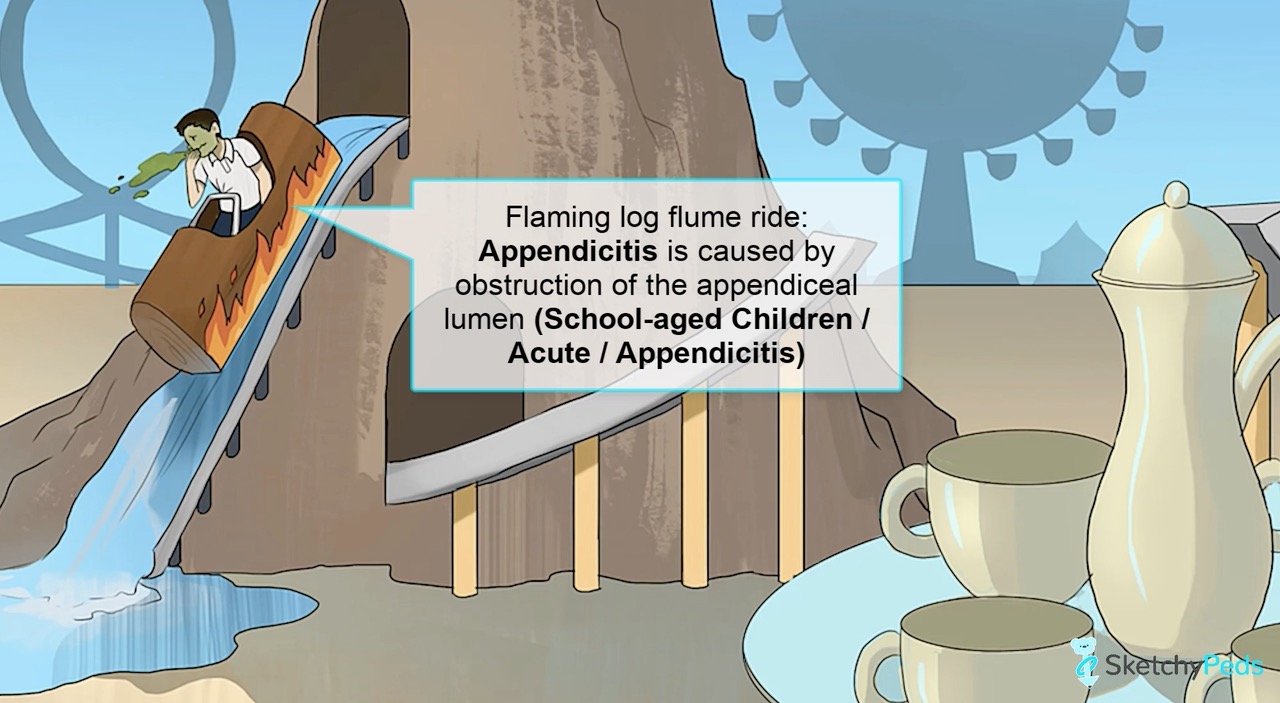 Flaming log flume ride:
Appendicitis is caused by
obstruction of the appendiceal
lumen (School-aged Children /
Acute / Appendicitis)
SketchyPeds